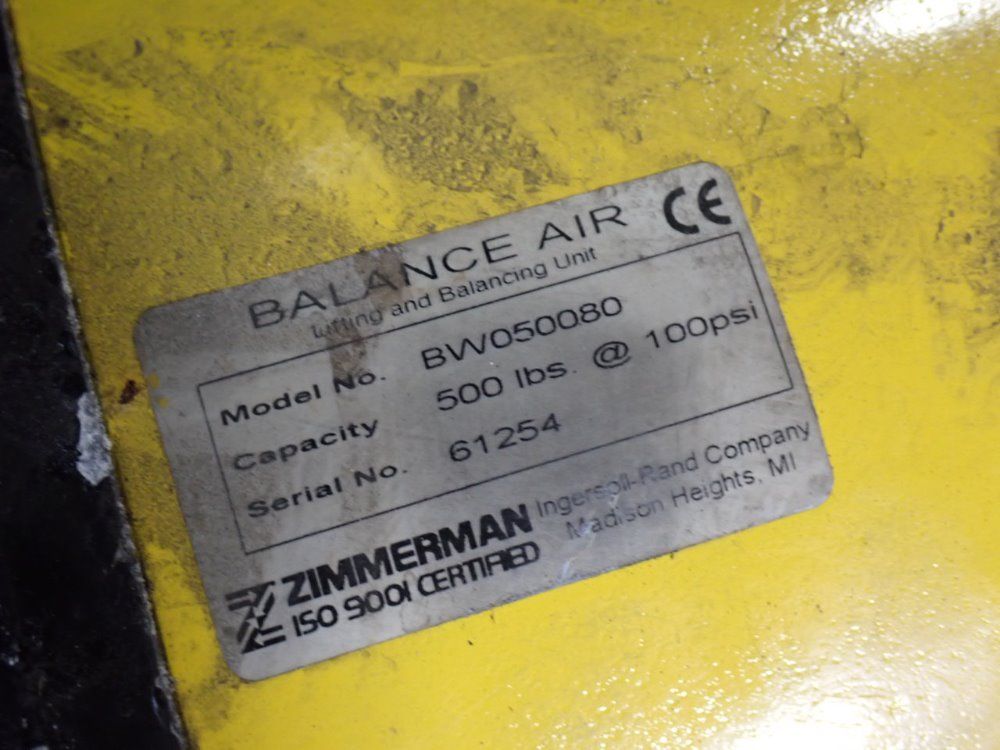 BALANCE AIR CE
Lifting and Balancing Unit
Model No. BW050080
Capacity 500 lbs. @ 100psi
Serial No. 61254
ZIMMERMAN Ingersoll-Rand Company
ISO 9001 CERTIFIED Madison Heights, MI